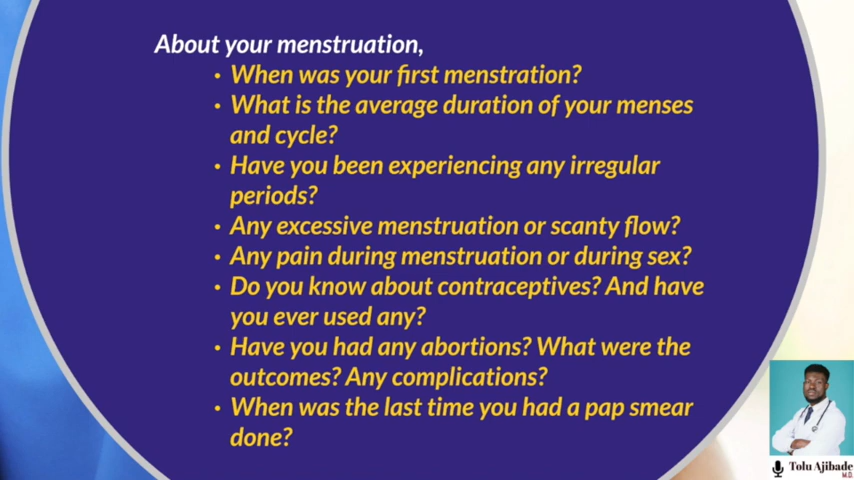 About your menstruation,
• When was your first menstration?
• What is the average duration of your menses
and cycle?
• Have you been experiencing any irregular
periods?
• Any excessive menstruation or scanty flow?
• Any pain during menstruation or during sex?
• Do you know about contraceptives? And have
you ever used any?
• Have you had any abortions? What were the
outcomes? Any complications?
• When was the last time you had a pap smear
done?
Tolu Ajibade
M.D.